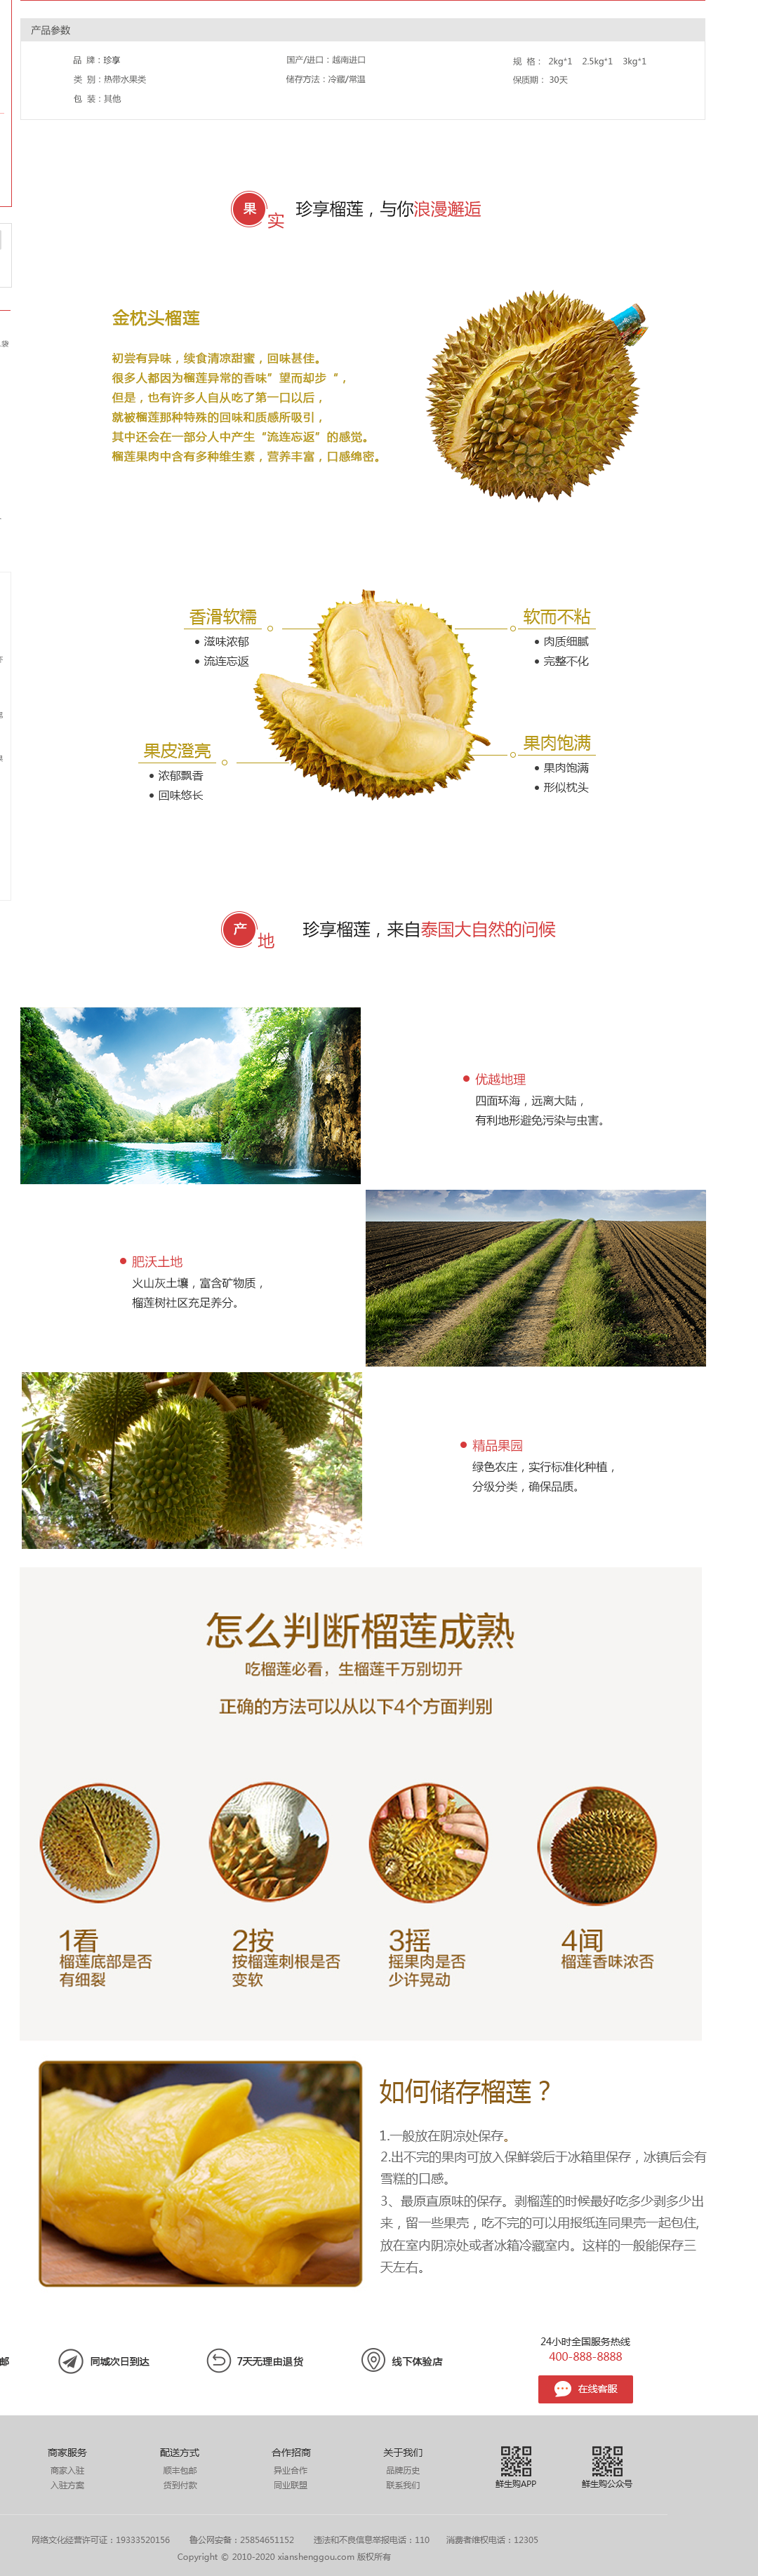 产品参数
品 牌：珍享
国产/进口：越南进口
规 格： 2kg*1 2.5kg*1 3kg*1
类 别：热带水果类
储存方法：冷藏/常温
保质期： 30天
包 装：其他
果实 珍享榴莲，与你浪漫邂逅
金枕头榴莲
初尝有异味，续食清凉甜蜜，回味甚佳。
很多人都因为榴莲异常的香味”望而却步“，
但是，也有许多人自从吃了第一口以后，
就被榴莲那种特殊的回味和质感所吸引，
其中还会在一部分人中产生“流连忘返”的感觉。
榴莲果肉中含有多种维生素，营养丰富，口感绵密。
香滑软糯
• 滋味浓郁
• 流连忘返
软而不粘
• 肉质细腻
• 完整不化
果皮澄亮
• 浓郁飘香
• 回味悠长
果肉饱满
• 果肉饱满
• 形似枕头
产地 珍享榴莲，来自泰国大自然的问候
• 优越地理
四面环海，远离大陆，
有利地形避免污染与虫害。
• 肥沃土地
火山灰土壤，富含矿物质，
榴莲树社区充足养分。
• 精品果园
绿色农庄，实行标准化种植，
分级分类，确保品质。
怎么判断榴莲成熟
吃榴莲必看，生榴莲千万别切开
正确的方法可以从以下4个方面判别
1看
榴莲底部是否
有细裂
2按
按榴莲刺根是否
变软
3摇
摇果肉是否
少许晃动
4闻
榴莲香味浓否
如何储存榴莲？
1.一般放在阴凉处保存。
2.出不完的果肉可放入保鲜袋后于冰箱里保存，冰镇后会有
雪糕的口感。
3、最原直原味的保存。剥榴莲的时候最好吃多少剥多少出
来，留一些果壳，吃不完的可以用报纸连同果壳一起包住,
放在室内阴凉处或者冰箱冷藏室内。这样的一般能保存三
天左右。
邮
同城次日到达
7天无理由退货
线下体验店
24小时全国服务热线
400-888-8888
在线客服
商家服务 配送方式 合作招商 关于我们
商家入驻 顺丰包邮 异业合作 品牌历史
入驻方案 货到付款 同业联盟 联系我们
鲜生购APP 鲜生购公众号
网络文化经营许可证：19333520156 鲁公网安备：25854651152 违法和不良信息举报电话：110 消费者维权电话：12305
Copyright © 2010-2020 xianshenggou.com 版权所有